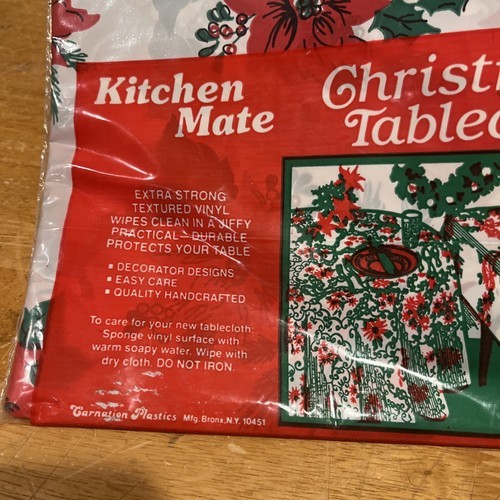 Kitchen
Mate
Christ
Table
EXTRA STRONG
TEXTURED VINYL
WIPES CLEAN IN A JIFFY
PRACTICAL - DURABLE
PROTECTS YOUR TABLE
▪ DECORATOR DESIGNS
▪ EASY CARE
▪ QUALITY HANDCRAFTED
To care for your new tablecloth:
Sponge vinyl surface with
warm soapy water. Wipe with
dry cloth. DO NOT IRON.
Carnation Plastics Mfg. Bronx, N.Y. 10451